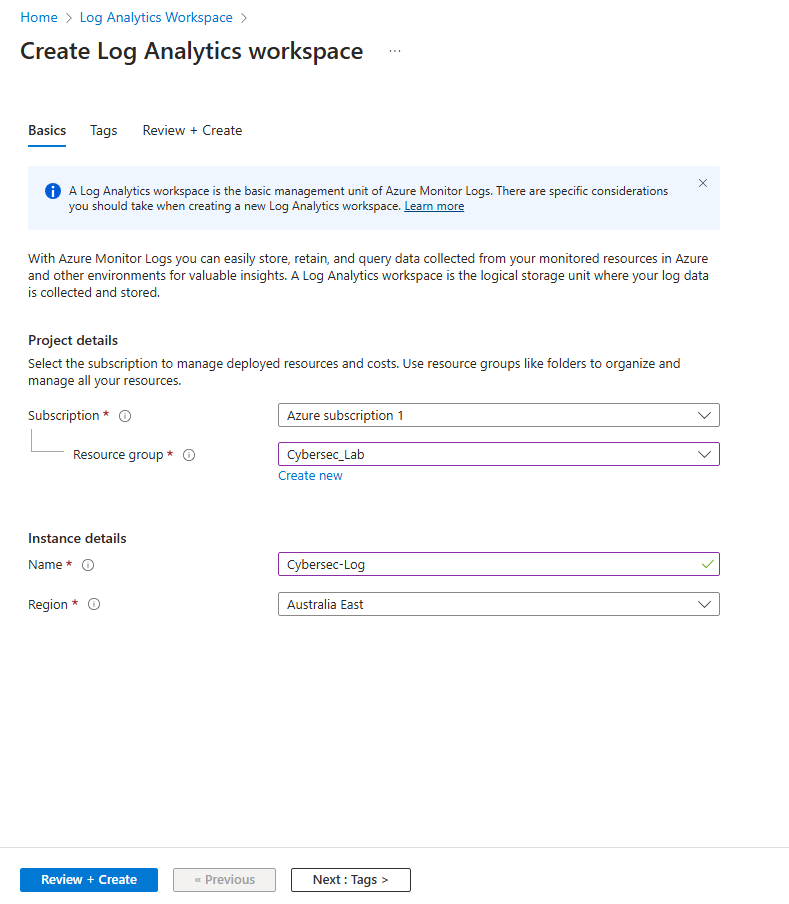 Home > Log Analytics Workspace >
Create Log Analytics workspace ...
Basics Tags Review + Create
A Log Analytics workspace is the basic management unit of Azure Monitor Logs. There are specific considerations
you should take when creating a new Log Analytics workspace. Learn more
With Azure Monitor Logs you can easily store, retain, and query data collected from your monitored resources in Azure
and other environments for valuable insights. A Log Analytics workspace is the logical storage unit where your log data
is collected and stored.
Project details
Select the subscription to manage deployed resources and costs. Use resource groups like folders to organize and
manage all your resources.
Subscription * Azure subscription 1
Resource group * Cybersec_Lab
Create new
Instance details
Name * Cybersec-Log
Region * Australia East
Review + Create « Previous Next : Tags >